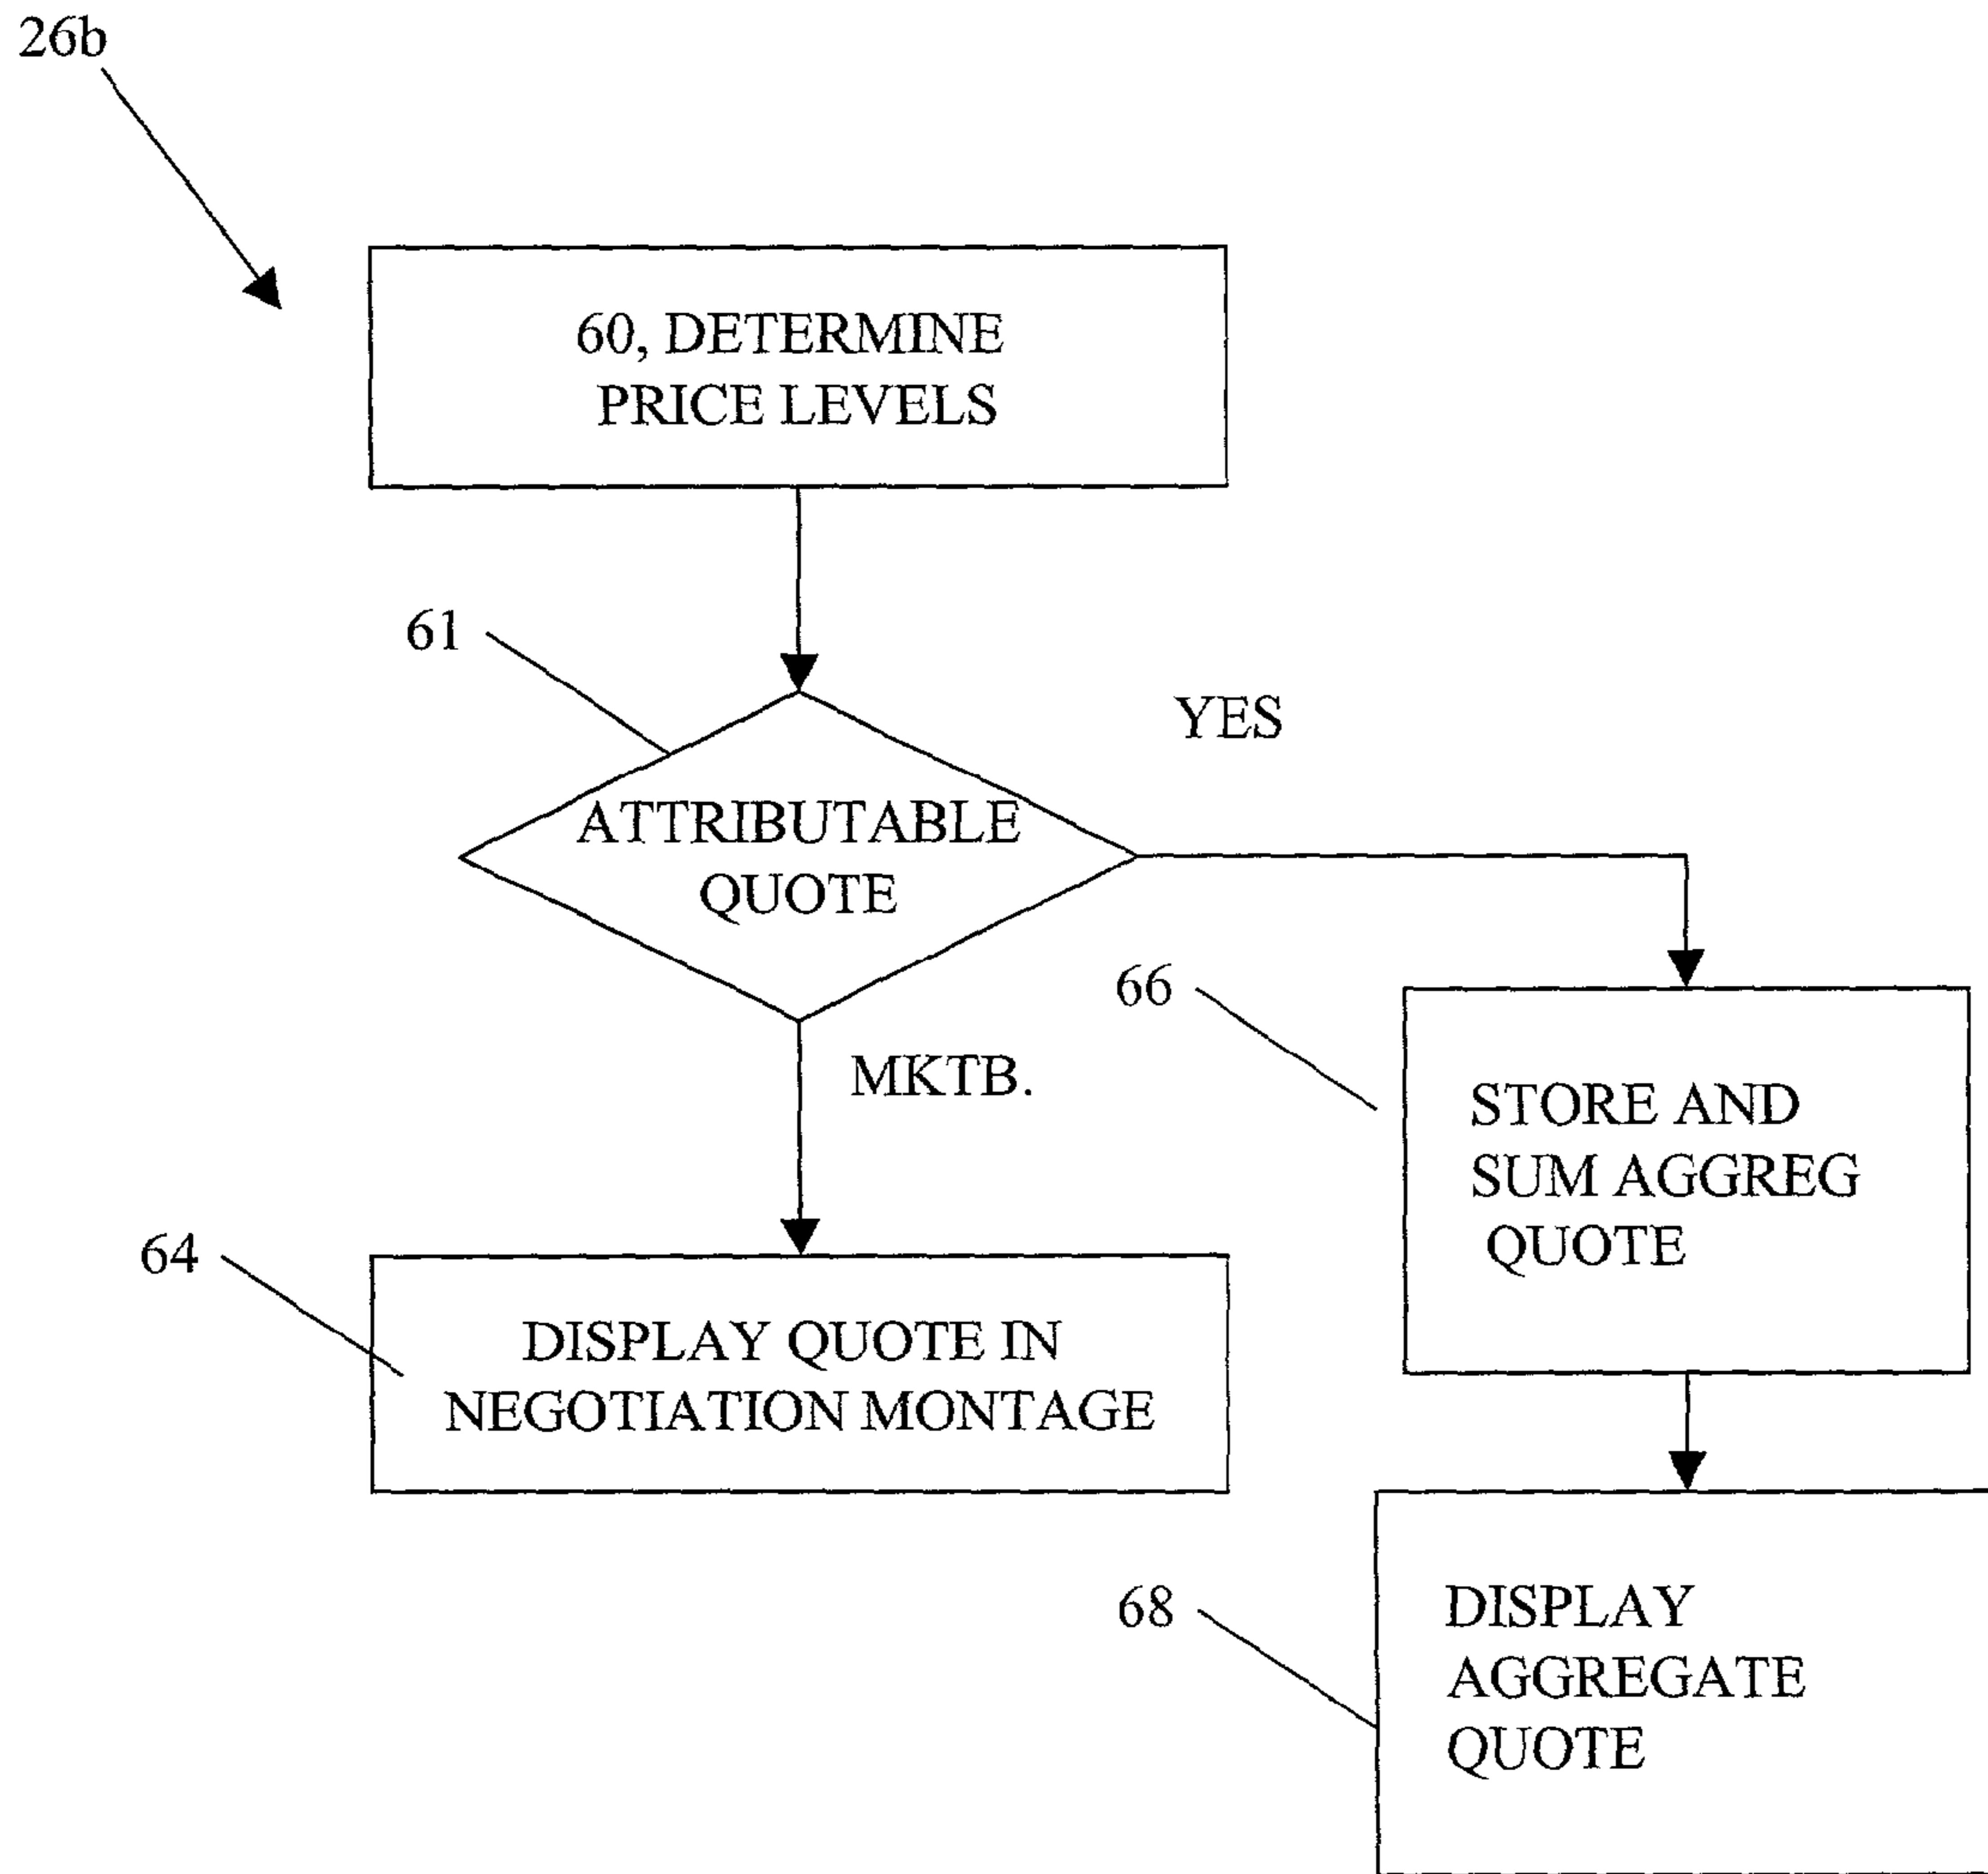 26b
60, DETERMINE
PRICE LEVELS
61
YES
ATTRIBUTABLE
QUOTE
66
MKTB.
STORE AND
SUM AGGREG
QUOTE
64
DISPLAY QUOTE IN
NEGOTIATION MONTAGE
68
DISPLAY
AGGREGATE
QUOTE